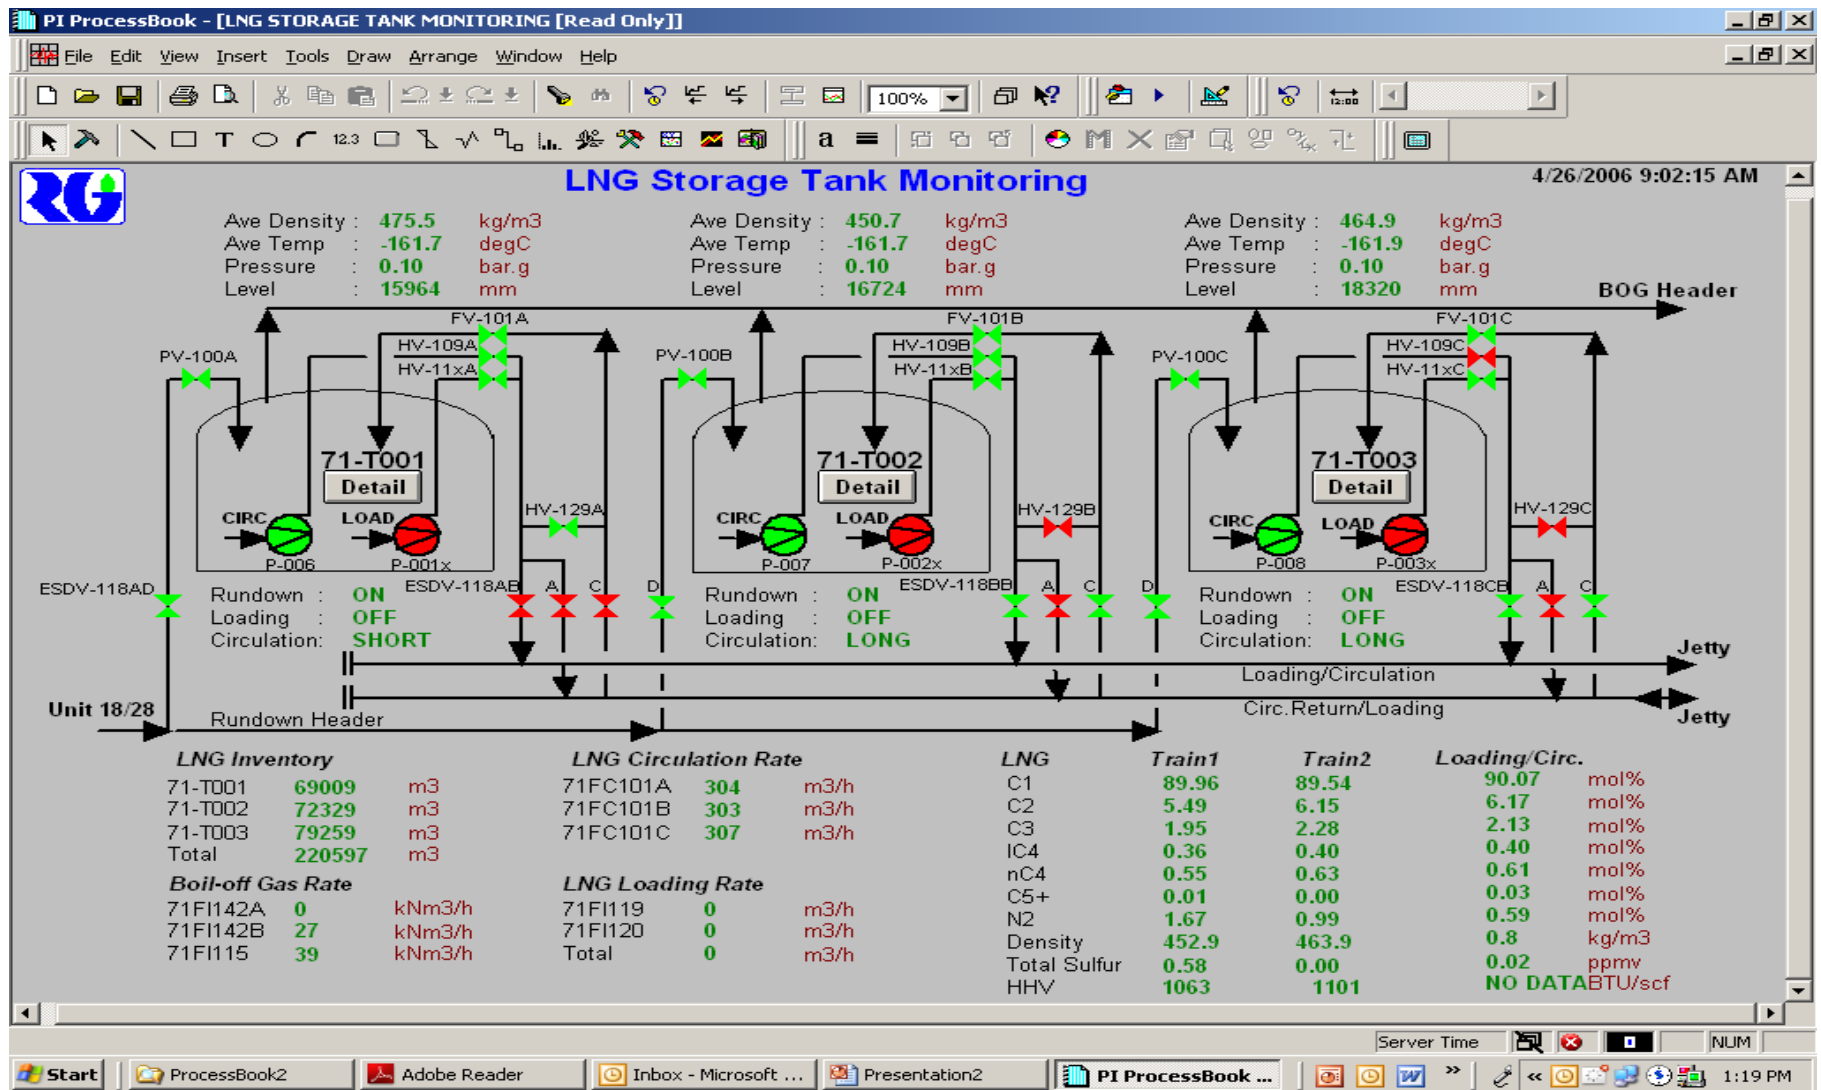 PI ProcessBook - [LNG STORAGE TANK MONITORING [Read Only]]
File Edit View Insert Tools Draw Arrange Window Help
100%
12:00
T 12.3 a
RG
LNG Storage Tank Monitoring
4/26/2006 9:02:15 AM
Ave Density : 475.5 kg/m3 Ave Density : 450.7 kg/m3 Ave Density : 464.9 kg/m3
Ave Temp : -161.7 degC Ave Temp : -161.7 degC Ave Temp : -161.9 degC
Pressure : 0.10 bar.g Pressure : 0.10 bar.g Pressure : 0.10 bar.g
Level : 15964 mm Level : 16724 mm Level : 18320 mm
BOG Header
FV-101A FV-101B FV-101C
HV-109A HV-109B HV-109C
PV-100A PV-100B PV-100C
HV-11xA HV-11xB HV-11xC
71-T001 71-T002 71-T003
Detail Detail Detail
HV-129A HV-129B HV-129C
CIRC LOAD CIRC LOAD CIRC LOAD
P-006 P-001x P-007 P-002x P-008 P-003x
ESDV-118AD ESDV-118AB A C D ESDV-118BB A C D ESDV-118CB A C
Rundown : ON Rundown : ON Rundown : ON
Loading : OFF Loading : OFF Loading : OFF
Circulation: SHORT Circulation: LONG Circulation: LONG
Jetty
Loading/Circulation
Unit 18/28
Circ.Return/Loading
Jetty
Rundown Header
LNG Inventory LNG Circulation Rate LNG Train1 Train2 Loading/Circ.
71-T001 69009 m3 71FC101A 304 m3/h C1 89.96 89.54 90.07 mol%
71-T002 72329 m3 71FC101B 303 m3/h C2 5.49 6.15 6.17 mol%
71-T003 79259 m3 71FC101C 307 m3/h C3 1.95 2.28 2.13 mol%
Total 220597 m3 IC4 0.36 0.40 0.40 mol%
Boil-off Gas Rate LNG Loading Rate nC4 0.55 0.63 0.61 mol%
71FI142A 0 kNm3/h 71FI119 0 m3/h C5+ 0.01 0.00 0.03 mol%
71FI142B 27 kNm3/h 71FI120 0 m3/h N2 1.67 0.99 0.59 mol%
71FI115 39 kNm3/h Total 0 m3/h Density 452.9 463.9 0.8 kg/m3
Total Sulfur 0.58 0.00 0.02 ppmv
HHV 1063 1101 NO DATA BTU/scf
Server Time NUM
Start ProcessBook2 Adobe Reader Inbox - Microsoft ... Presentation2 PI ProcessBook ... 1:19 PM